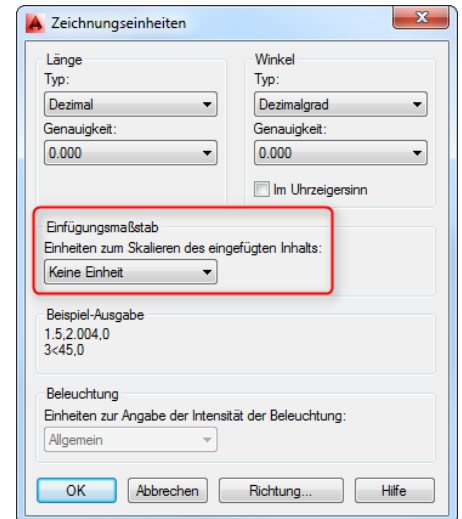 Zeichnungseinheiten
Länge
Typ:
Dezimal
Genauigkeit:
0.000
Winkel
Typ:
Dezimalgrad
Genauigkeit:
0.000
Im Uhrzeigersinn
Einfügungsmaßstab
Einheiten zum Skalieren des eingefügten Inhalts:
Keine Einheit
Beispiel-Ausgabe
1.5,2.004,0
3<45,0
Beleuchtung
Einheiten zur Angabe der Intensität der Beleuchtung:
Allgemein
OK
Abbrechen
Richtung...
Hilfe